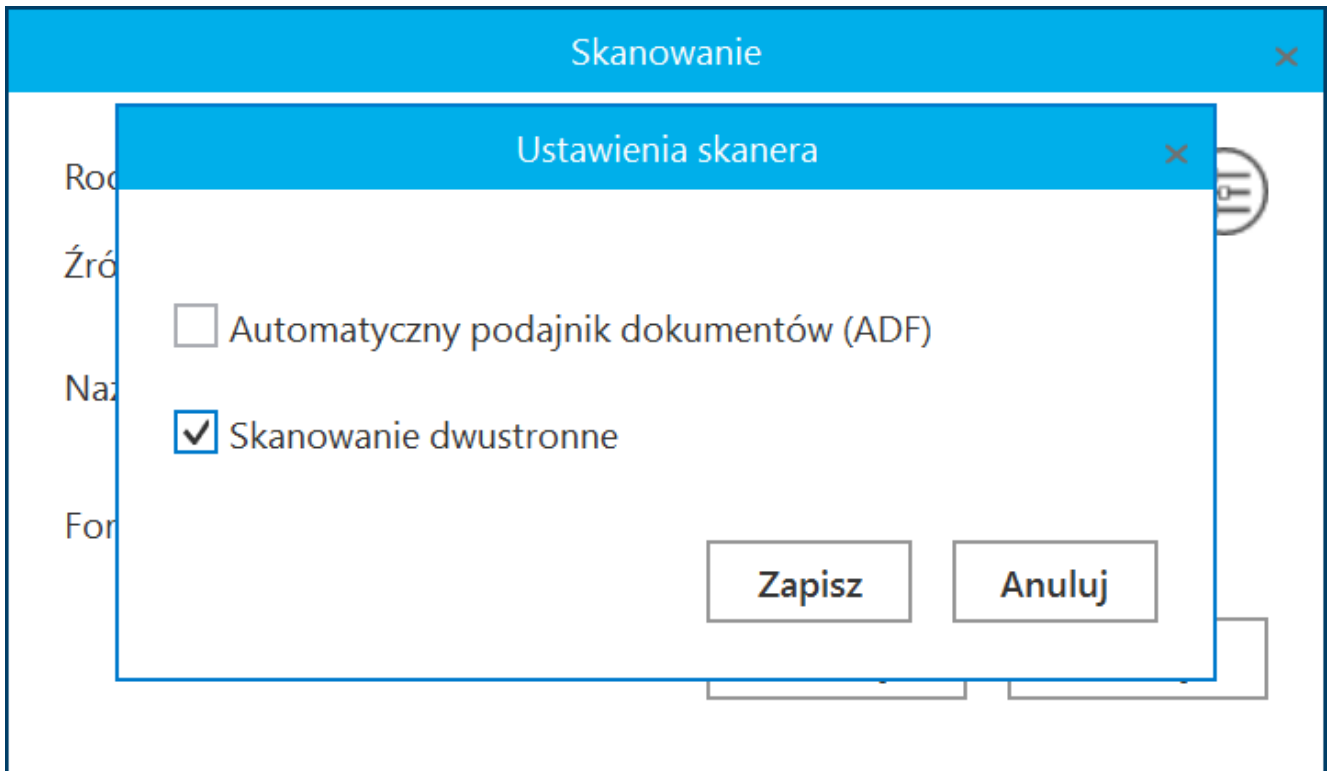 Skanowanie
Ustawienia skanera
Automatyczny podajnik dokumentów (ADF)
Skanowanie dwustronne
Zapisz
Anuluj